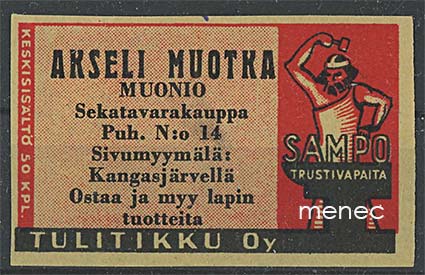 KESKISISÄLTÖ 50 KPL.
AKSELI MUOTKA
MUONIO
Sekatavarakauppa
Puh. N:o 14
Sivumyymälä:
Kangasjärvellä
Ostaa ja myy lapin
tuotteita
SAMPO
TRUSTIVAPAITA
menec
TULITIKKU Oy.